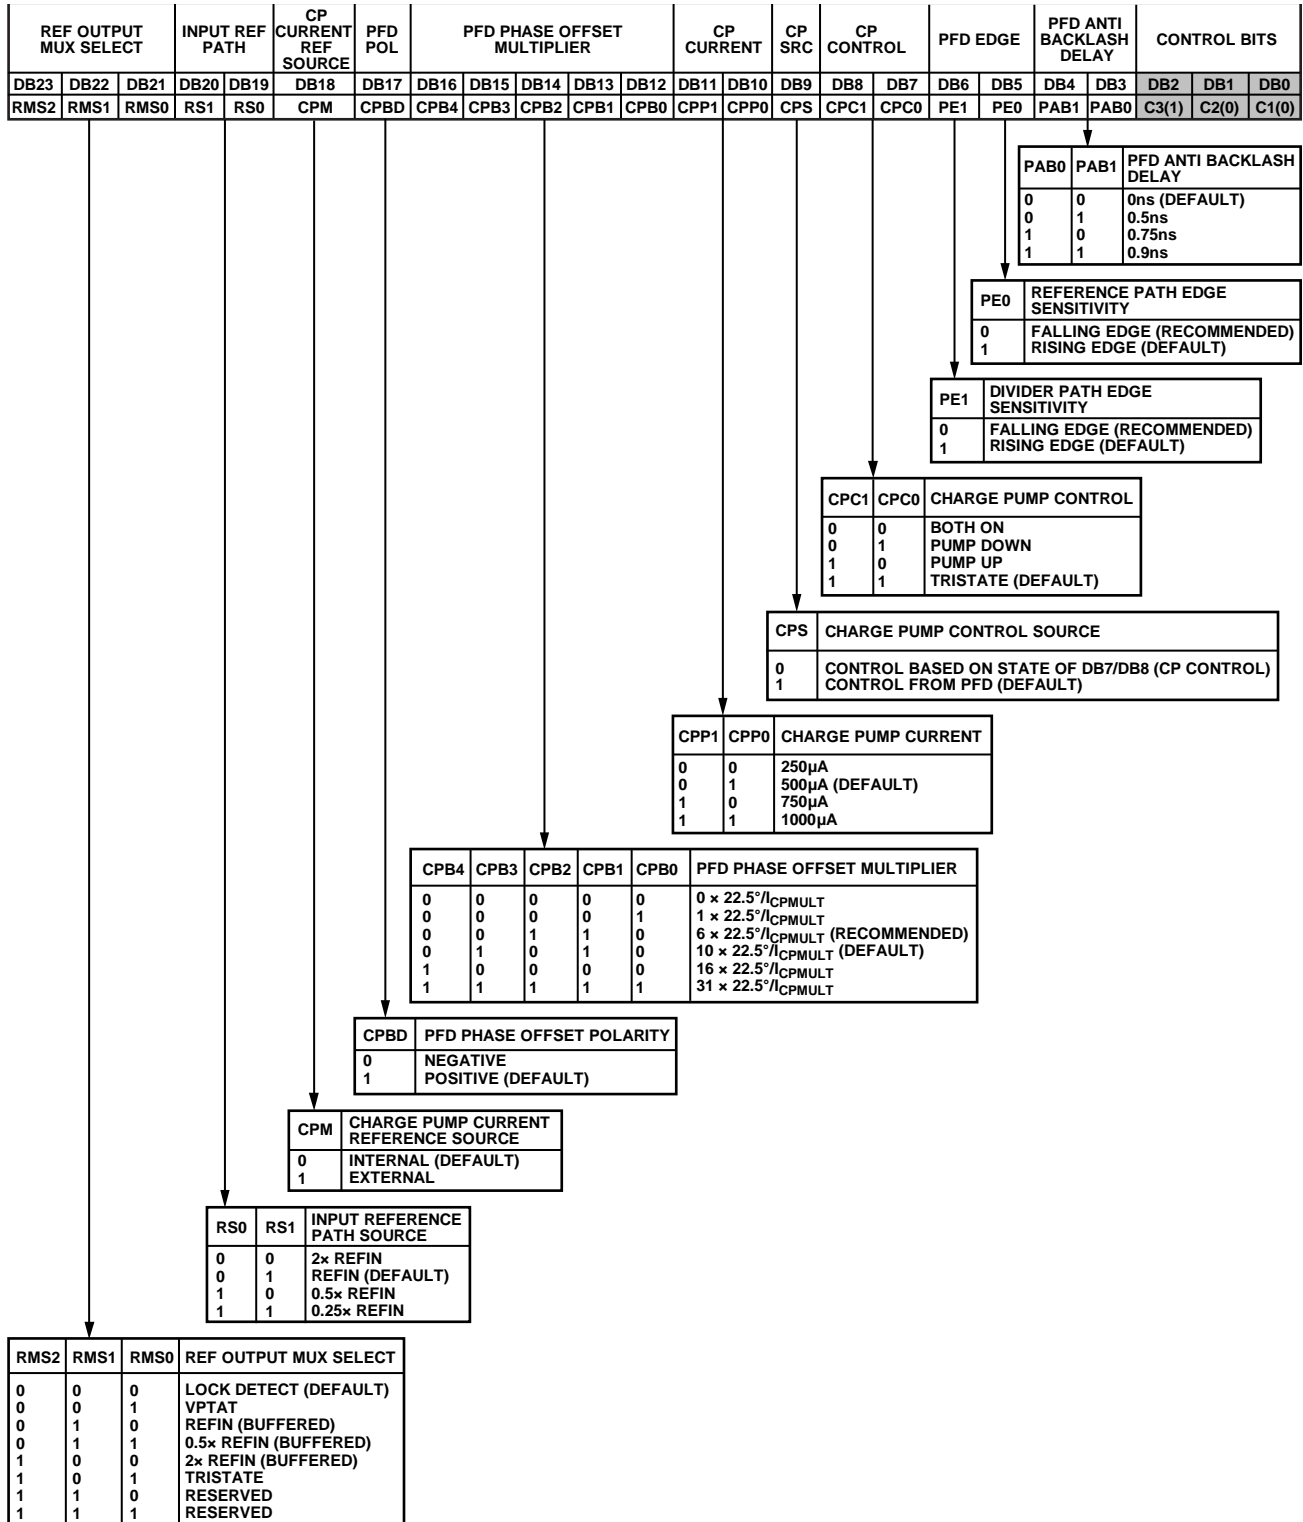 REF OUTPUT MUX SELECT INPUT REF PATH CP CURRENT REF SOURCE PFD POL PFD PHASE OFFSET MULTIPLIER CP CURRENT CP SRC CP CONTROL PFD EDGE PFD ANTI BACKLASH DELAY CONTROL BITS
DB23 DB22 DB21 DB20 DB19 DB18 DB17 DB16 DB15 DB14 DB13 DB12 DB11 DB10 DB9 DB8 DB7 DB6 DB5 DB4 DB3 DB2 DB1 DB0
RMS2 RMS1 RMS0 RS1 RS0 CPM CPBD CPB4 CPB3 CPB2 CPB1 CPB0 CPP1 CPP0 CPS CPC1 CPC0 PE1 PE0 PAB1 PAB0 C3(1) C2(0) C1(0)
PAB0 PAB1 PFD ANTI BACKLASH DELAY
0 0 0ns (DEFAULT)
0 1 0.5ns
1 0 0.75ns
1 1 0.9ns
PE0 REFERENCE PATH EDGE SENSITIVITY
0 FALLING EDGE (RECOMMENDED)
1 RISING EDGE (DEFAULT)
PE1 DIVIDER PATH EDGE SENSITIVITY
0 FALLING EDGE (RECOMMENDED)
1 RISING EDGE (DEFAULT)
CPC1 CPC0 CHARGE PUMP CONTROL
0 0 BOTH ON
0 1 PUMP DOWN
1 0 PUMP UP
1 1 TRISTATE (DEFAULT)
CPS CHARGE PUMP CONTROL SOURCE
0 CONTROL BASED ON STATE OF DB7/DB8 (CP CONTROL)
1 CONTROL FROM PFD (DEFAULT)
CPP1 CPP0 CHARGE PUMP CURRENT
0 0 250µA
0 1 500µA (DEFAULT)
1 0 750µA
1 1 1000µA
CPB4 CPB3 CPB2 CPB1 CPB0 PFD PHASE OFFSET MULTIPLIER
0 0 0 0 0 0 × 22.5°/ICPMULT
0 0 0 0 1 1 × 22.5°/ICPMULT
0 0 1 1 0 6 × 22.5°/ICPMULT (RECOMMENDED)
0 1 0 1 0 10 × 22.5°/ICPMULT (DEFAULT)
1 0 0 0 0 16 × 22.5°/ICPMULT
1 1 1 1 1 31 × 22.5°/ICPMULT
CPBD PFD PHASE OFFSET POLARITY
0 NEGATIVE
1 POSITIVE (DEFAULT)
CPM CHARGE PUMP CURRENT REFERENCE SOURCE
0 INTERNAL (DEFAULT)
1 EXTERNAL
RS0 RS1 INPUT REFERENCE PATH SOURCE
0 0 2× REFIN
0 1 REFIN (DEFAULT)
1 0 0.5× REFIN
1 1 0.25× REFIN
RMS2 RMS1 RMS0 REF OUTPUT MUX SELECT
0 0 0 LOCK DETECT (DEFAULT)
0 0 1 VPTAT
0 1 0 REFIN (BUFFERED)
0 1 1 0.5× REFIN (BUFFERED)
1 0 0 2× REFIN (BUFFERED)
1 0 1 TRISTATE
1 1 0 RESERVED
1 1 1 RESERVED